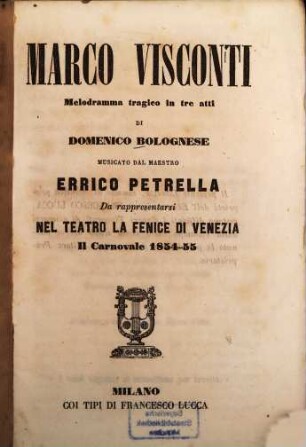 MARCO VISCONTI
Melodramma tragico in tre atti
DI
DOMENICO BOLOGNESE
MUSICATO DAL MAESTRO
ERRICO PETRELLA
Da rappresentarsi
NEL TEATRO LA FENICE DI VENEZIA
Il Carnovale 1854-55
MILANO
COI TIPI DI FRANCESCO LUCCA